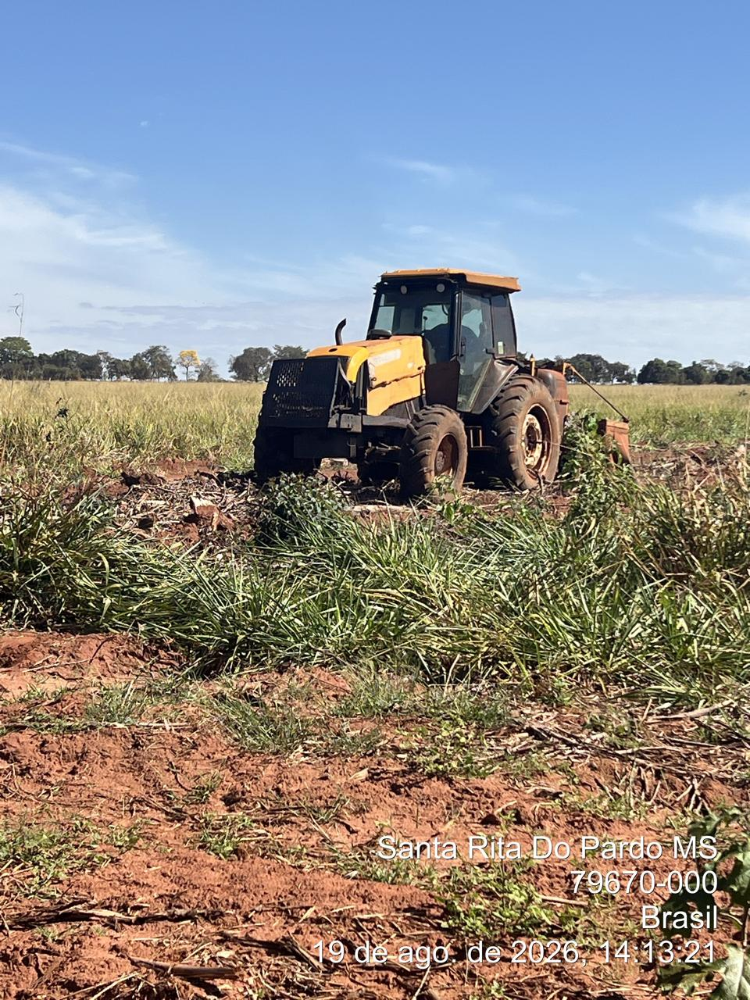 Santa Rita Do Pardo MS
79670-000
Brasil
19 de ago. de 2026, 14:13:21